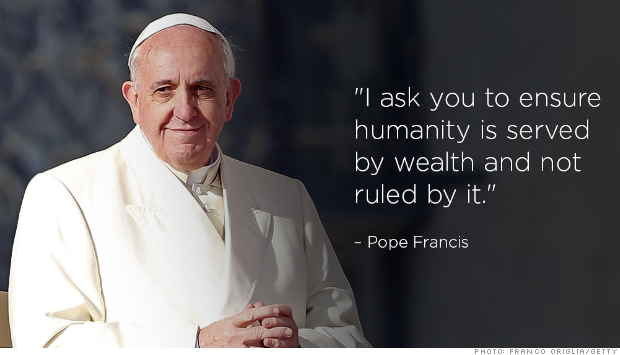 "I ask you to ensure
humanity is served
by wealth and not
ruled by it."
– Pope Francis
PHOTO: FRANCO ORIGLIA/GETTY